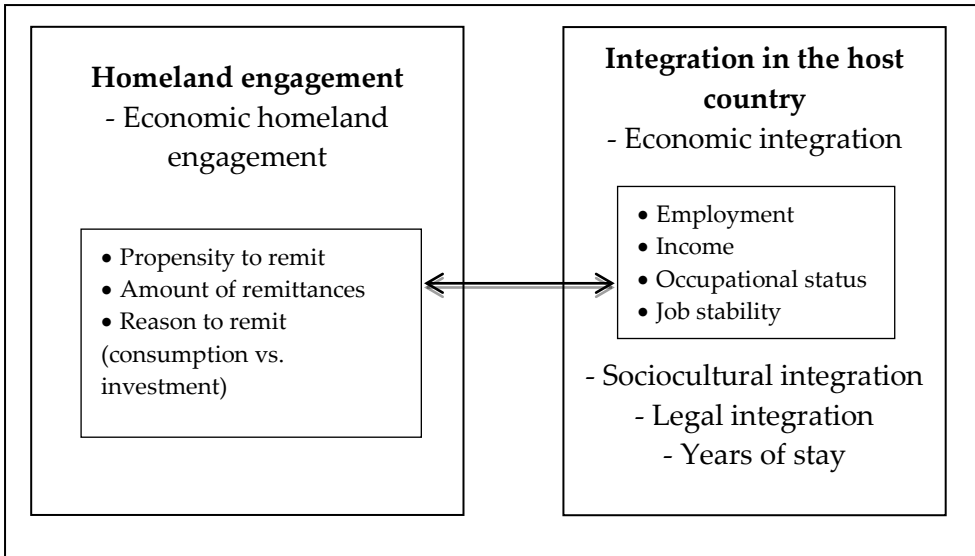 Homeland engagement
- Economic homeland
engagement
• Propensity to remit
• Amount of remittances
• Reason to remit
(consumption vs.
investment)
Integration in the host
country
- Economic integration
• Employment
• Income
• Occupational status
• Job stability
- Sociocultural integration
- Legal integration
- Years of stay